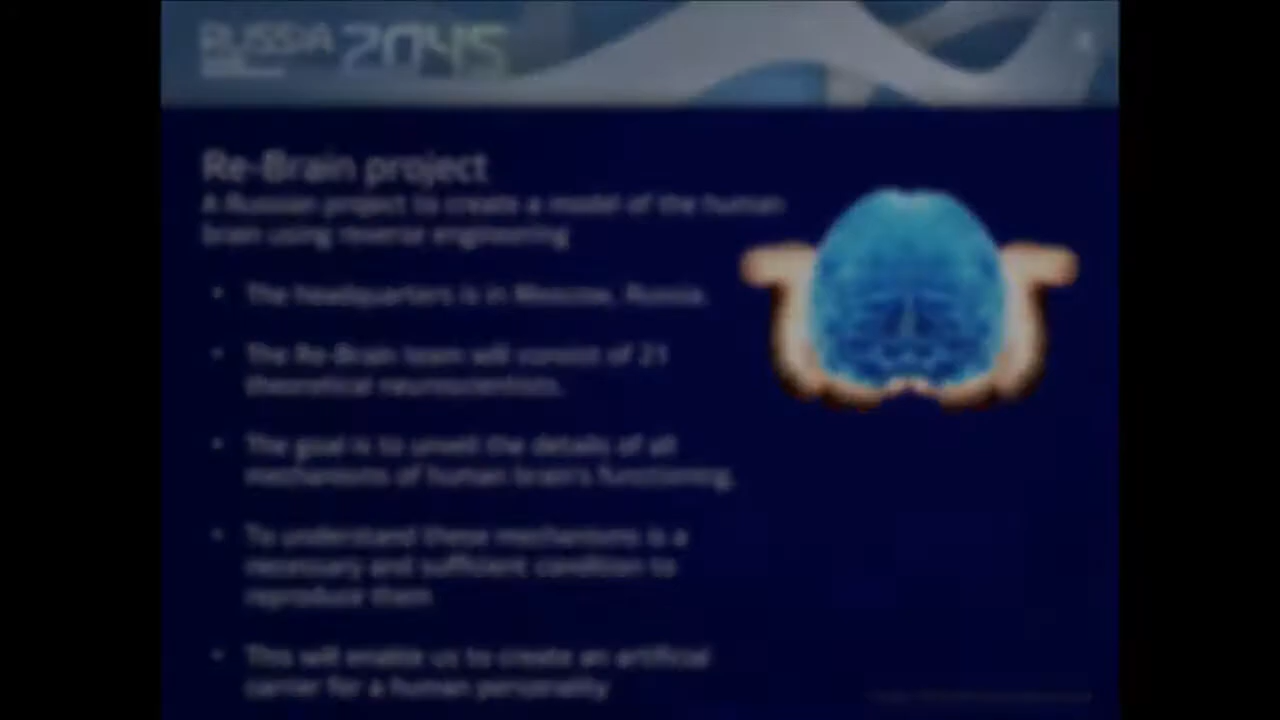 RUSSIA 2045
Re-Brain project
A Russian project to create a model of the human
brain using reverse engineering
• The headquarters is in Moscow, Russia.
• The Re-Brain team will consist of 21
theoretical neuroscientists.
• The goal is to unveil the details of all
mechanisms of human brain's functioning.
• To understand these mechanisms is a
necessary and sufficient condition to
reproduce them
• This will enable us to create an artificial
carrier for a human personality